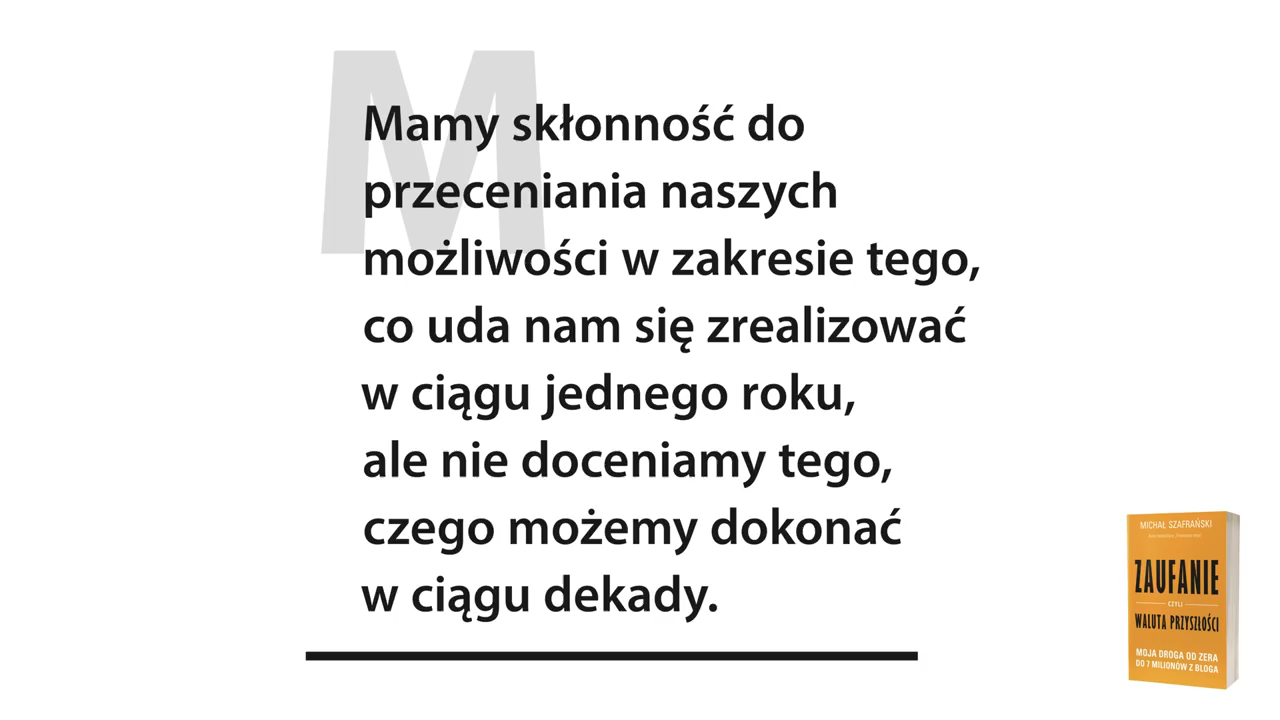 M
Mamy skłonność do
przeceniania naszych
możliwości w zakresie tego,
co uda nam się zrealizować
w ciągu jednego roku,
ale nie doceniamy tego,
czego możemy dokonać
w ciągu dekady.
MICHAŁ SZAFRAŃSKI
ZAUFANIE
CZYLI
WALUTA PRZYSZŁOŚCI
MOJA DROGA OD ZERA
DO 7 MILIONÓW Z BLOGA